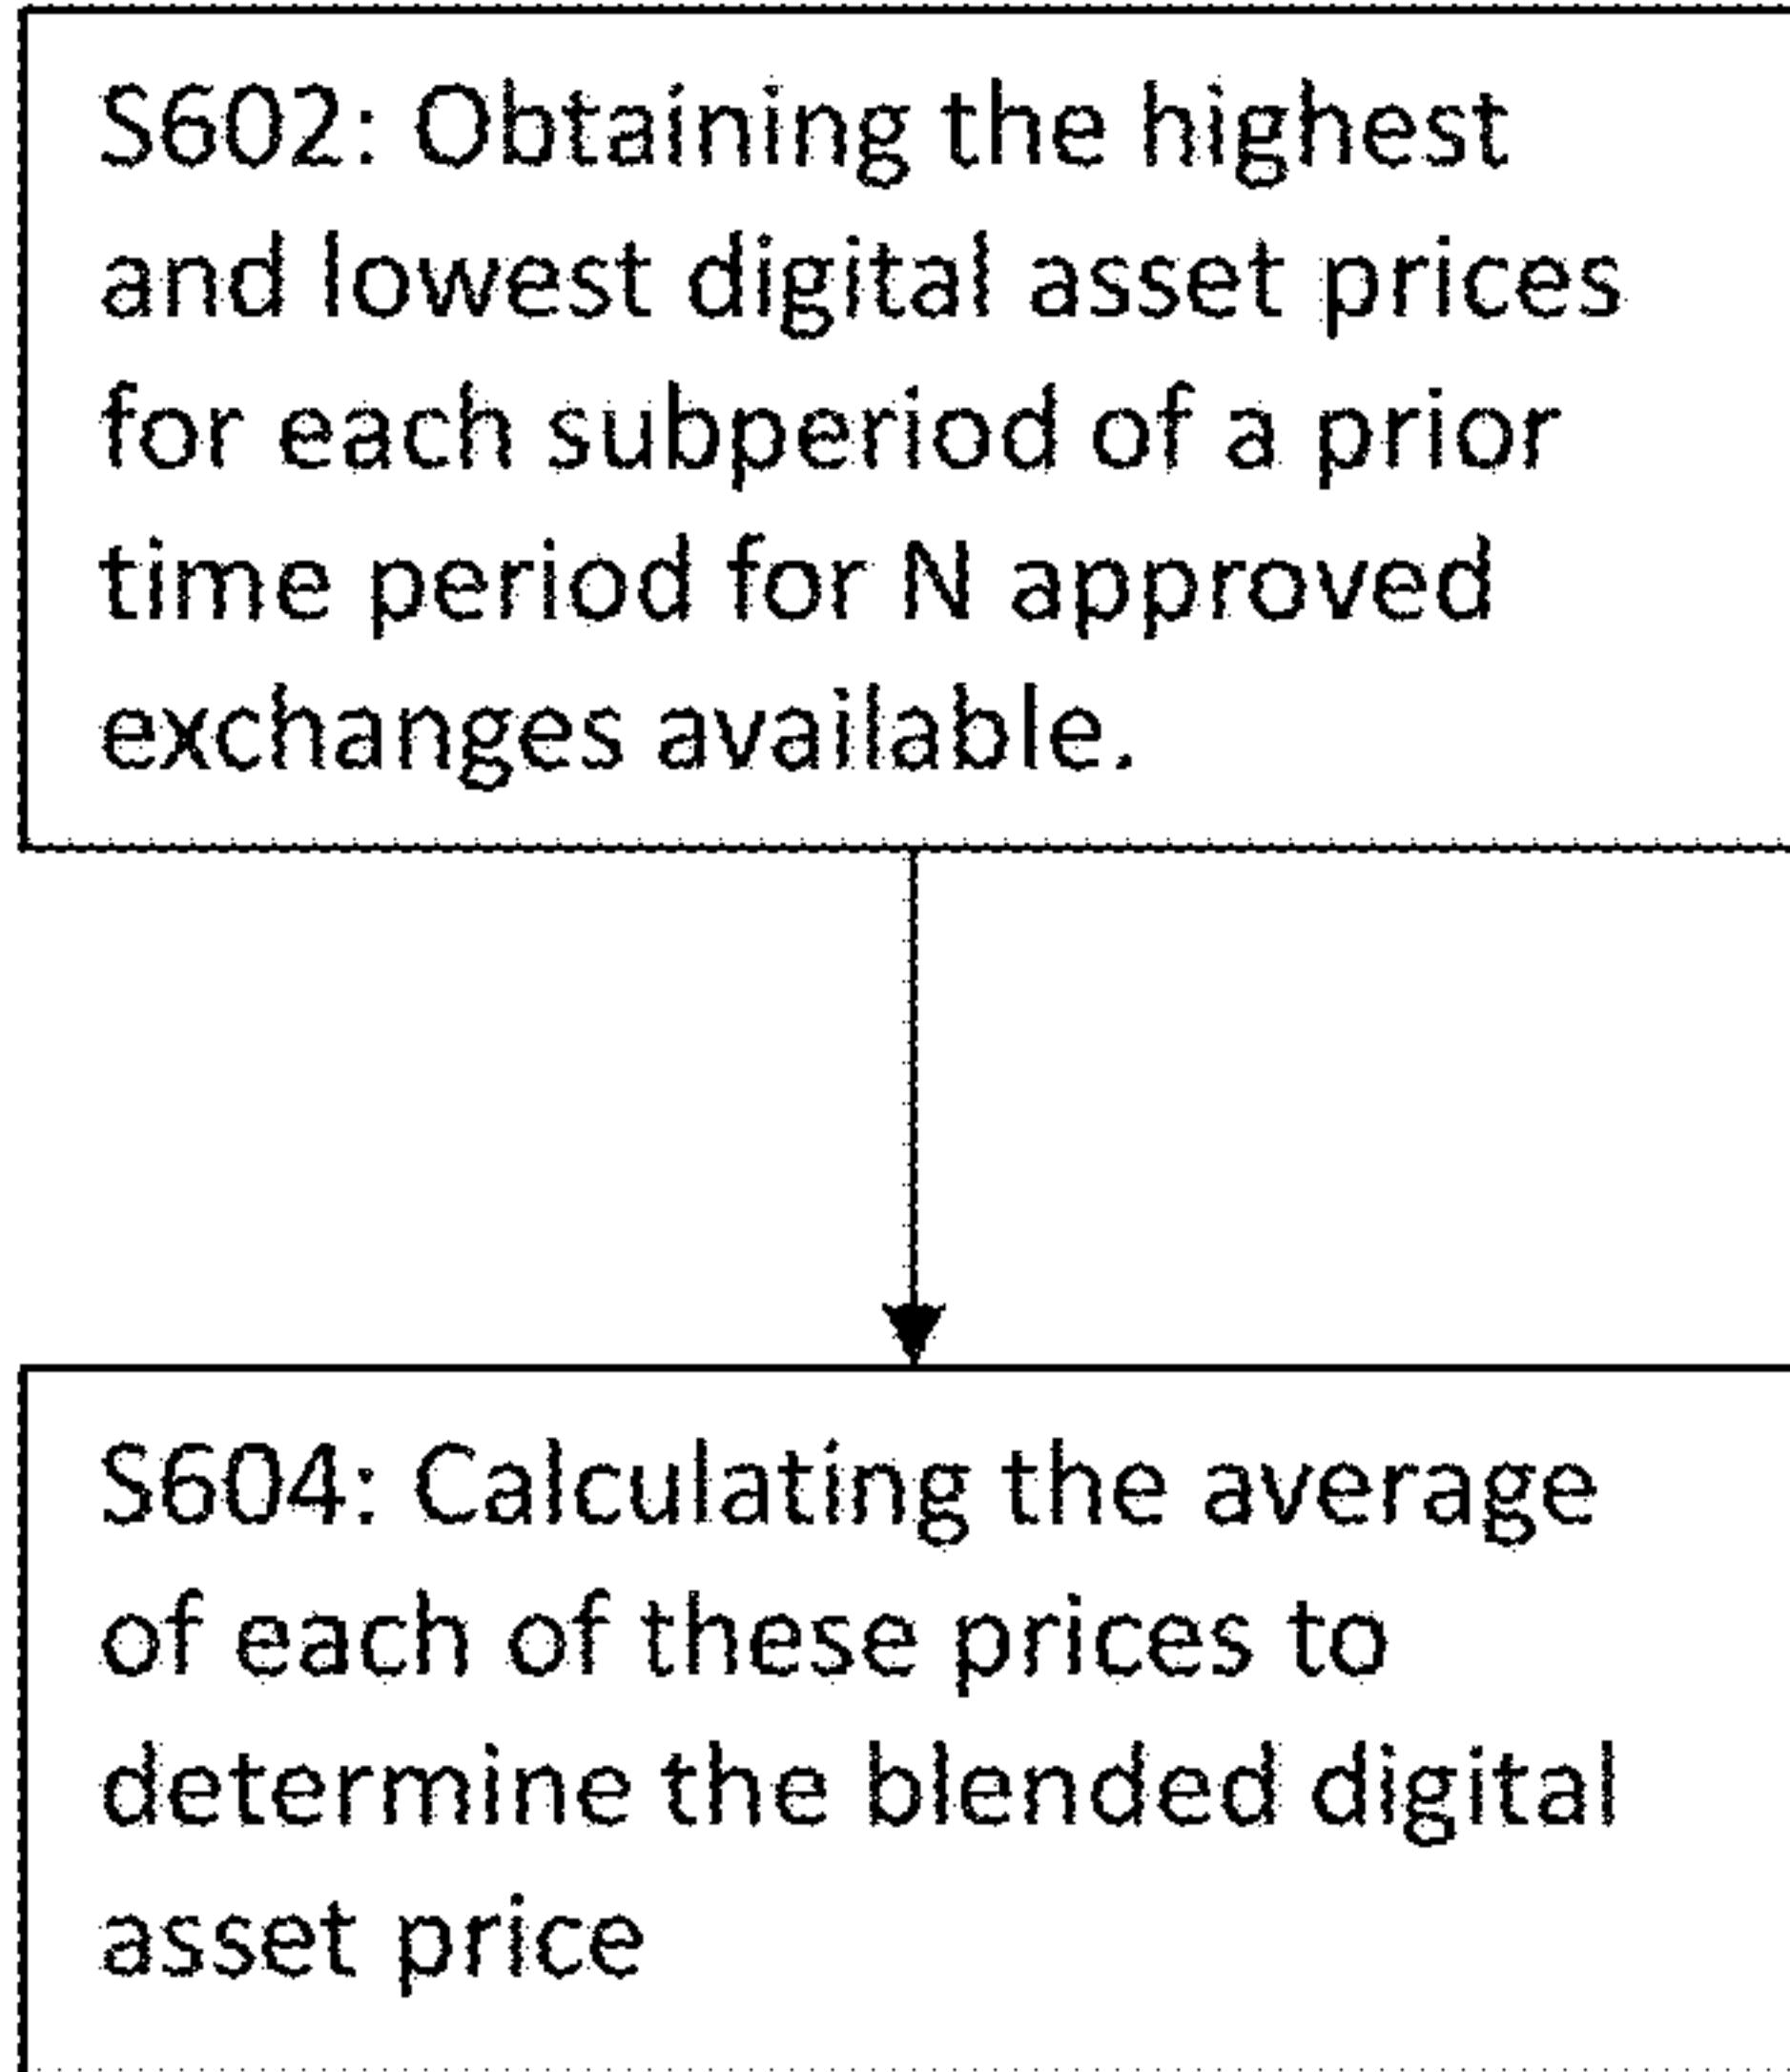 S602: Obtaining the highest
and lowest digital asset prices
for each subperiod of a prior
time period for N approved
exchanges available.
S604: Calculating the average
of each of these prices to
determine the blended digital
asset price